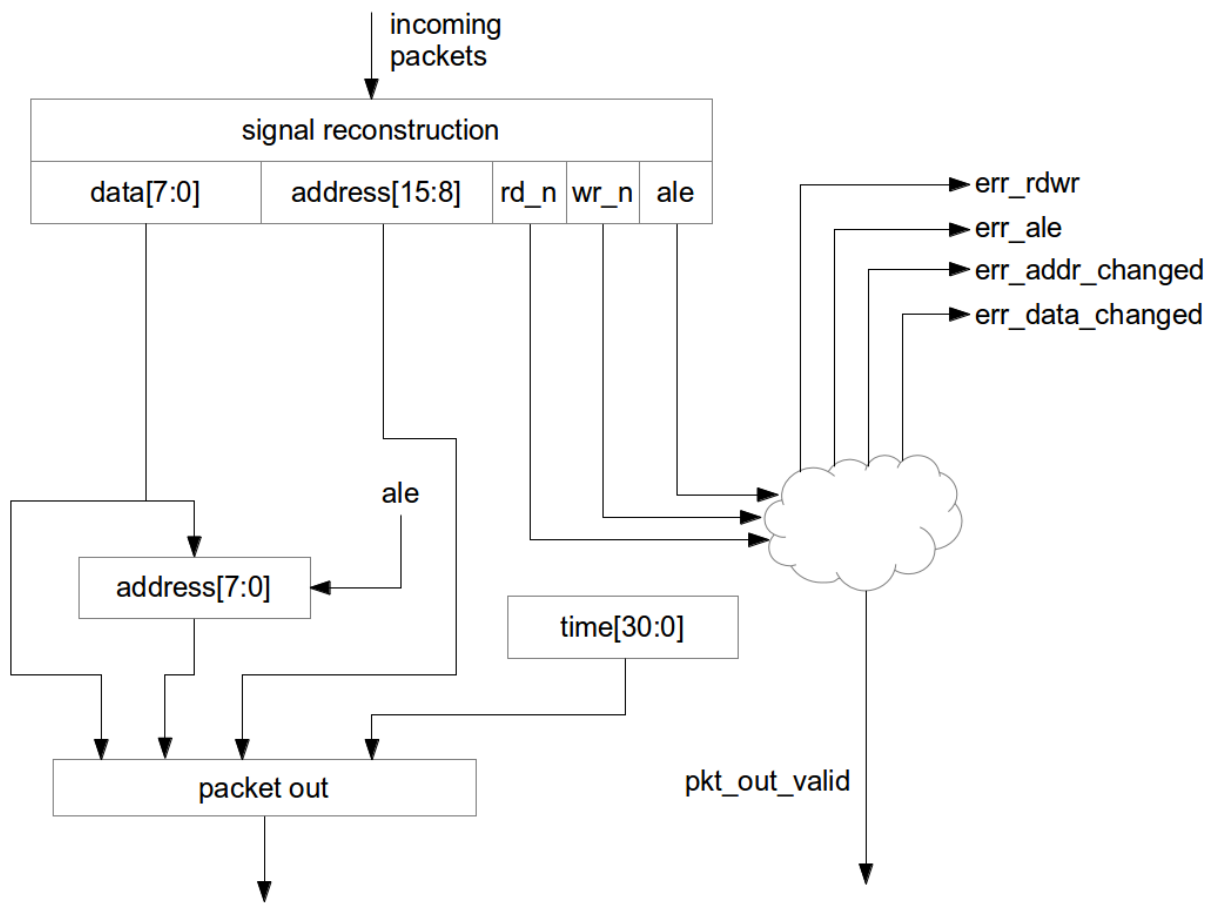 incoming
packets
signal reconstruction
data[7:0]
address[15:8]
rd_n
wr_n
ale
err_rdwr
err_ale
err_addr_changed
err_data_changed
ale
address[7:0]
time[30:0]
packet out
pkt_out_valid